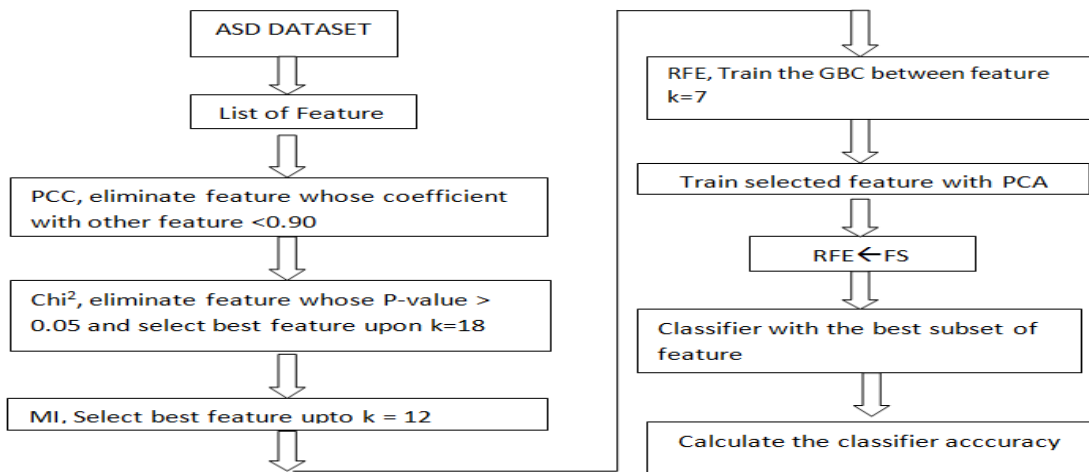 ASD DATASET
List of Feature
PCC, eliminate feature whose coefficient
with other feature <0.90
Chi², eliminate feature whose P-value >
0.05 and select best feature upon k=18
MI, Select best feature upto k = 12
RFE, Train the GBC between feature
k=7
Train selected feature with PCA
RFE←FS
Classifier with the best subset of
feature
Calculate the classifier acccuracy